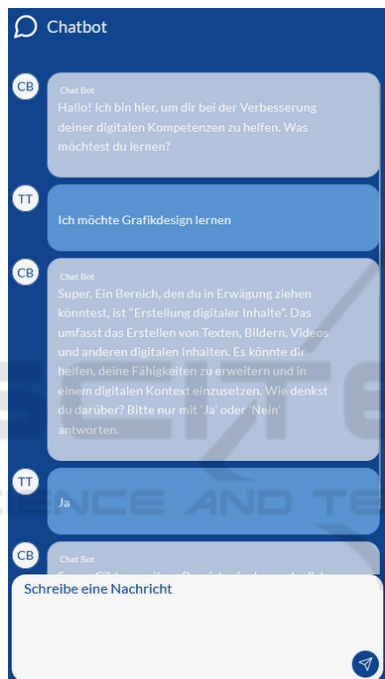 Chatbot
CB
Chat Bot
Hallo! Ich bin hier, um dir bei der Verbesserung
deiner digitalen Kompetenzen zu helfen. Was
möchtest du lernen?
TT
Ich möchte Grafikdesign lernen
CB
Chat Bot
Super. Ein Bereich, den du in Erwägung ziehen
könntest, ist "Erstellung digitaler Inhalte". Das
umfasst das Erstellen von Texten, Bildern, Videos
und anderen digitalen Inhalten. Es könnte dir
helfen, deine Fähigkeiten zu erweitern und in
einem digitalen Kontext einzusetzen. Wie denkst
du darüber? Bitte nur mit 'Ja' oder 'Nein'
antworten.
TT
Ja
CB
Chat Bot
Schreibe eine Nachricht